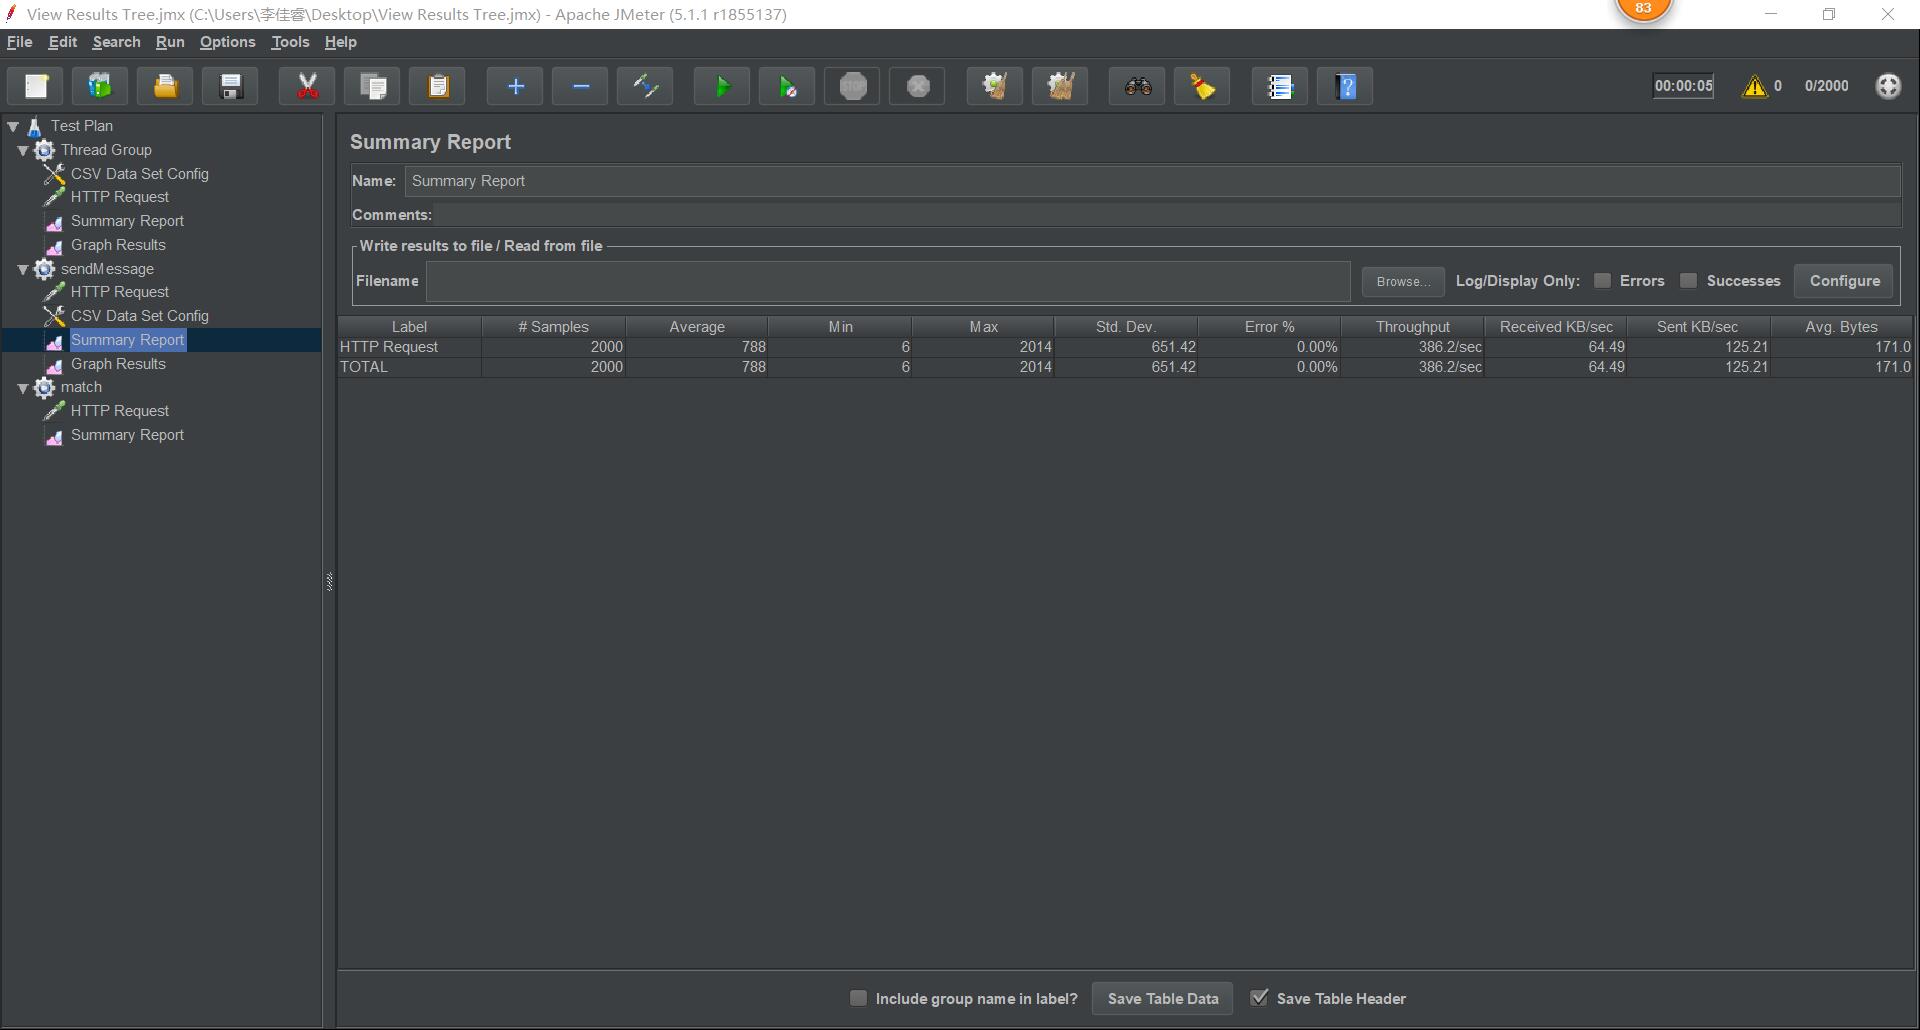 View Results Tree.jmx (C:\Users\李佳睿\Desktop\View Results Tree.jmx) - Apache JMeter (5.1.1 r1855137)
83
File Edit Search Run Options Tools Help
STOP
00:00:05 0 0/2000
Test Plan
Thread Group
CSV Data Set Config
HTTP Request
Summary Report
Graph Results
sendMessage
HTTP Request
CSV Data Set Config
Summary Report
Graph Results
match
HTTP Request
Summary Report
Summary Report
Name: Summary Report
Comments:
Write results to file / Read from file
Filename Browse... Log/Display Only: Errors Successes Configure
Label # Samples Average Min Max Std. Dev. Error % Throughput Received KB/sec Sent KB/sec Avg. Bytes
HTTP Request 2000 788 6 2014 651.42 0.00% 386.2/sec 64.49 125.21 171.0
TOTAL 2000 788 6 2014 651.42 0.00% 386.2/sec 64.49 125.21 171.0
Include group name in label? Save Table Data Save Table Header